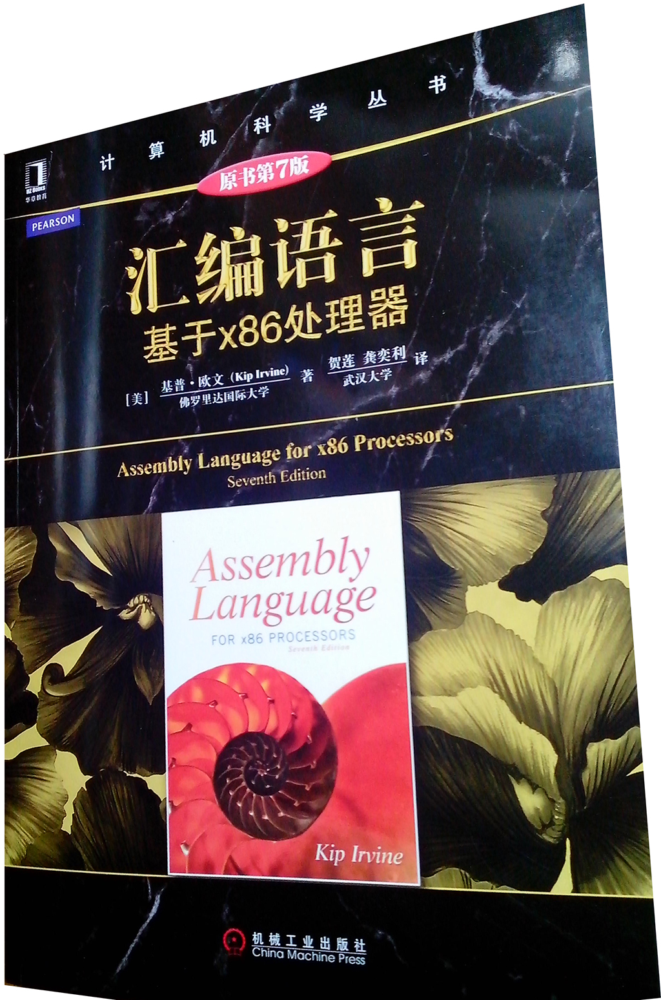 计算机科学丛书
HZ Books
华章教育
原书第7版
PEARSON
汇编语言
基于x86处理器
[美] 基普·欧文 (Kip Irvine) 著 贺莲 龚奕利 译
佛罗里达国际大学 武汉大学
Assembly Language for x86 Processors
Seventh Edition
Assembly
Language
FOR x86 PROCESSORS
Seventh Edition
Kip Irvine
机械工业出版社
China Machine Press